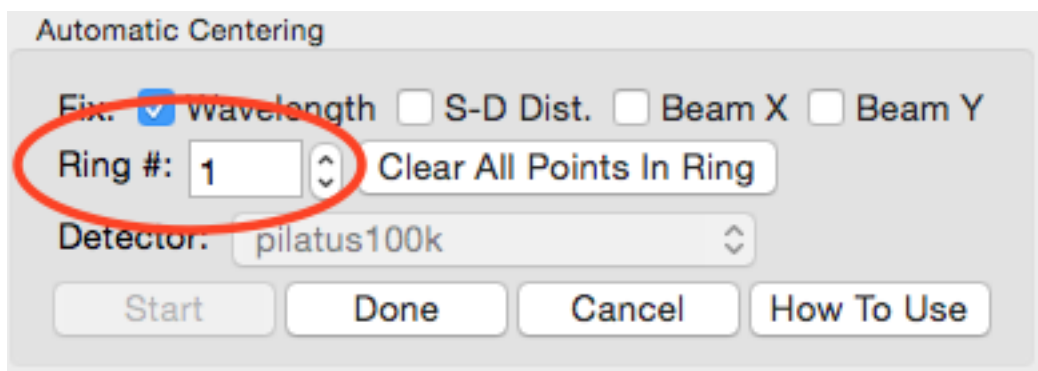 Automatic Centering
Fix: Wavelength S-D Dist. Beam X Beam Y
Ring #: 1 Clear All Points In Ring
Detector: pilatus100k
Start Done Cancel How To Use